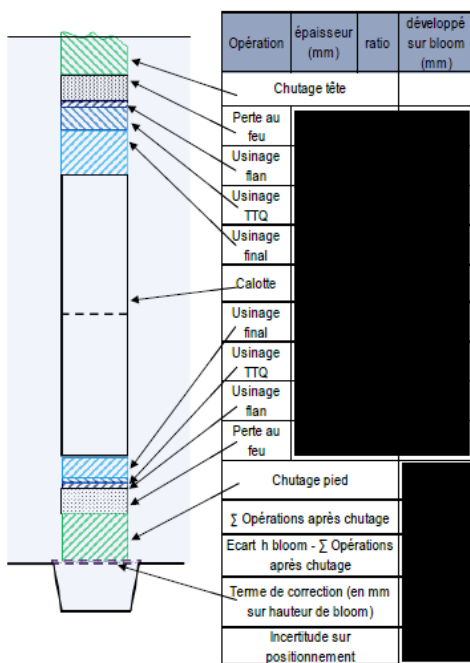 Opération
épaisseur
(mm)
ratio
développé
sur bloom
(mm)
Chutage tête
Perte au
feu
Usinage
flan
Usinage
TTQ
Usinage
final
Calotte
Usinage
final
Usinage
TTQ
Usinage
flan
Perte au
feu
Chutage pied
∑ Opérations après chutage
Ecart h bloom - ∑ Opérations
après chutage
Terme de correction (en mm
sur hauteur de bloom)
Incertitude sur
positionnement